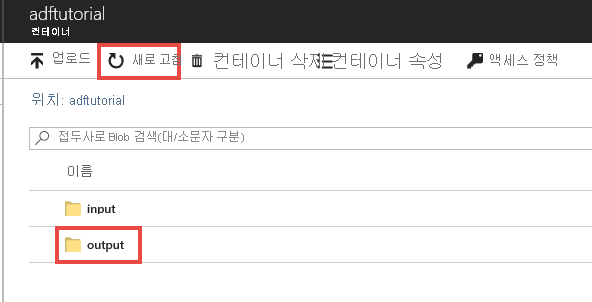 adftutorial
컨테이너
업로드 새로 고침 컨테이너 삭제 컨테이너 속성 액세스 정책
위치: adftutorial
접두사로 Blob 검색(대/소문자 구분)
이름
input
output